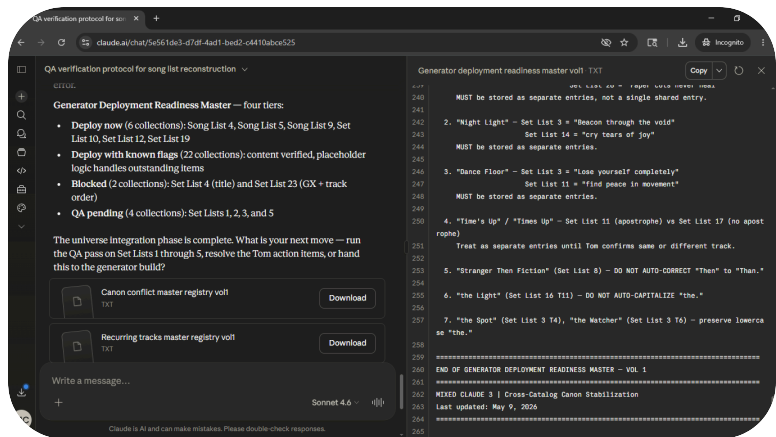 QA verification protocol for son
claude.ai/chat/5e561de3-d7df-4ad1-bed2-c4410abce525
Incognito
QA verification protocol for song list reconstruction
error.
Generator Deployment Readiness Master — four tiers:
• Deploy now (6 collections): Song List 4, Song List 5, Song List 9, Set
List 10, Set List 12, Set List 19
• Deploy with known flags (22 collections): content verified, placeholder
logic handles outstanding items
• Blocked (2 collections): Set List 4 (title) and Set List 23 (GX + track
order)
• QA pending (4 collections): Set Lists 1, 2, 3, and 5
The universe integration phase is complete. What is your next move — run
the QA pass on Set Lists 1 through 5, resolve the Tom action items, or hand
this to the generator build?
Canon conflict master registry vol1
TXT
Download
Recurring tracks master registry vol1
TXT
Download
Write a message...
Sonnet 4.6
Claude is AI and can make mistakes. Please double-check responses.
Generator deployment readiness master vol1 · TXT
Copy
239 Set List 20 = "Paper cuts never heal"
240 MUST be stored as separate entries, not a single shared entry.
241
242 2. "Night Light" — Set List 3 = "Beacon through the void"
243 Set List 14 = "cry tears of joy"
244 MUST be stored as separate entries.
245
246 3. "Dance Floor" — Set List 3 = "Lose yourself completely"
247 Set List 11 = "find peace in movement"
248 MUST be stored as separate entries.
249
250 4. "Time's Up" / "Times Up" — Set List 11 (apostrophe) vs Set List 17 (no apost
rophe)
251 Treat as separate entries until Tom confirms same or different track.
252
253 5. "Stranger Then Fiction" (Set List 8) — DO NOT AUTO-CORRECT "Then" to "Than."
254
255 6. "the Light" (Set List 16 T11) — DO NOT AUTO-CAPITALIZE "the."
256
257 7. "the Spot" (Set List 3 T4), "the Watcher" (Set List 3 T6) — preserve lowerca
se "the."
258
259 ================================================================================
260 END OF GENERATOR DEPLOYMENT READINESS MASTER — VOL 1
261 ================================================================================
262 MIXED CLAUDE 3 | Cross-Catalog Canon Stabilization
263 Last updated: May 9, 2026
264 ================================================================================
265